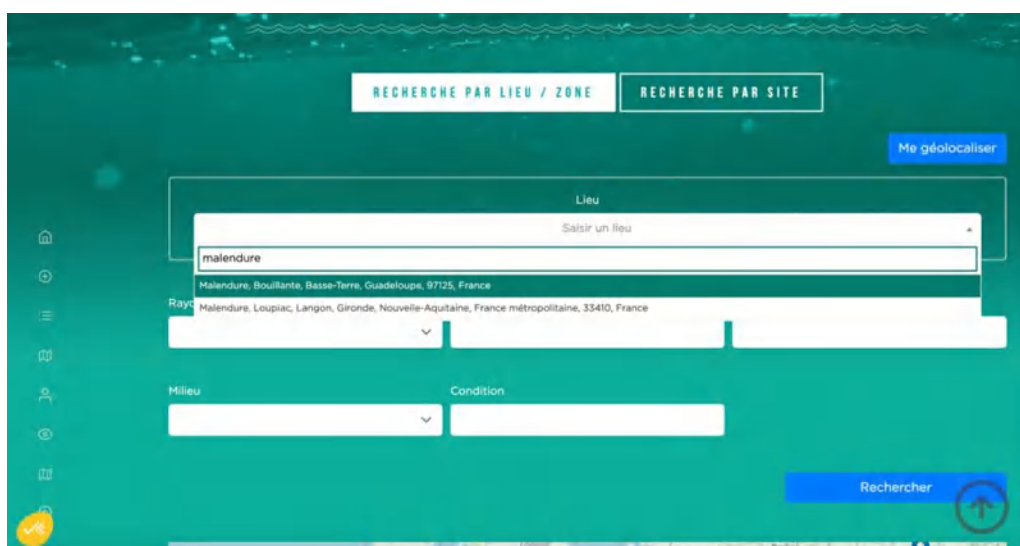 RECHERCHE PAR LIEU / ZONE
RECHERCHE PAR SITE
Me géolocaliser
Lieu
Saisir un lieu
malendure
Malendure, Bouillante, Basse-Terre, Guadeloupe, 97125, France
Malendure, Loupiac, Langon, Gironde, Nouvelle-Aquitaine, France métropolitaine, 33410, France
Milieu
Condition
Rechercher